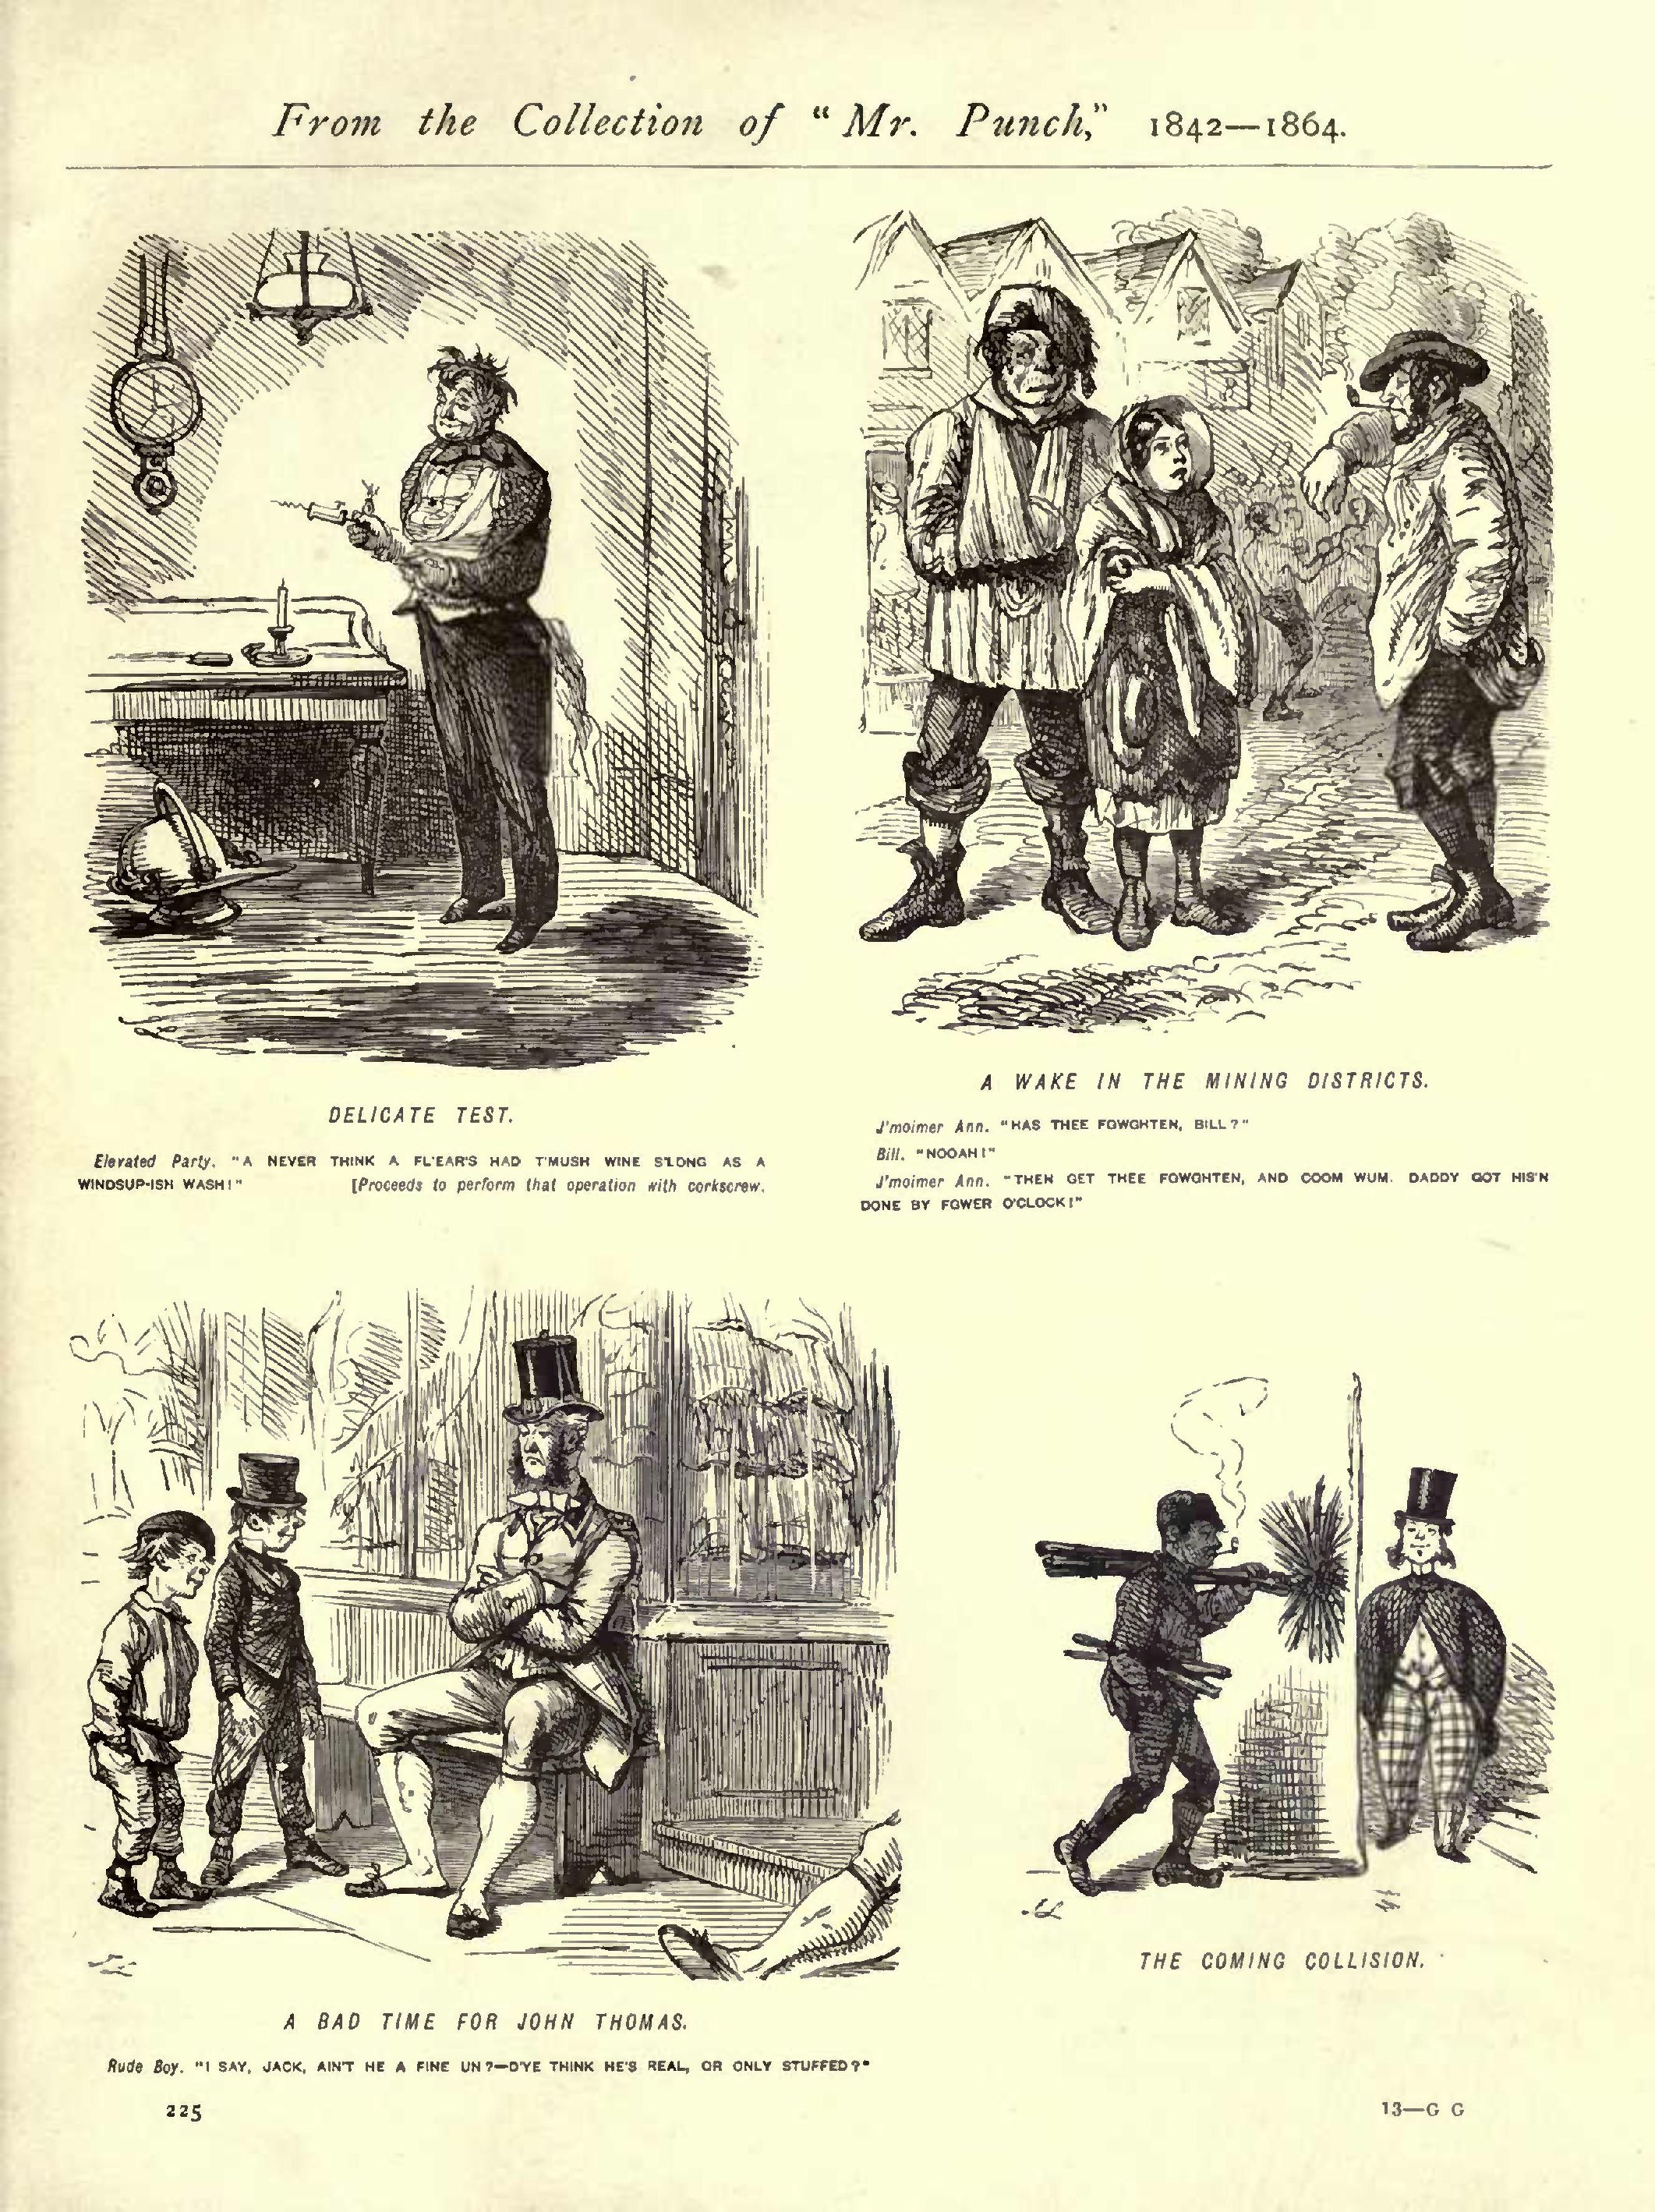 From the Collection of “Mr. Punch,” 1842—1864.
DELICATE TEST.
Elevated Party. “A NEVER THINK A FL'EAR'S HAD T'MUSH WINE S'LONG AS A
WINDSUP-ISH WASH!” [Proceeds to perform that operation with corkscrew.
A WAKE IN THE MINING DISTRICTS.
J'moimer Ann. “HAS THEE FOWGHTEN, BILL?”
Bill. “NOOAH!”
J'moimer Ann. “THEN GET THEE FOWGHTEN, AND COOM WUM. DADDY GOT HIS'N
DONE BY FOWER O'CLOCK!”
A BAD TIME FOR JOHN THOMAS.
Rude Boy. “I SAY, JACK, AIN'T HE A FINE UN?—D'YE THINK HE'S REAL, OR ONLY STUFFED?”
THE COMING COLLISION.
225
13—G G